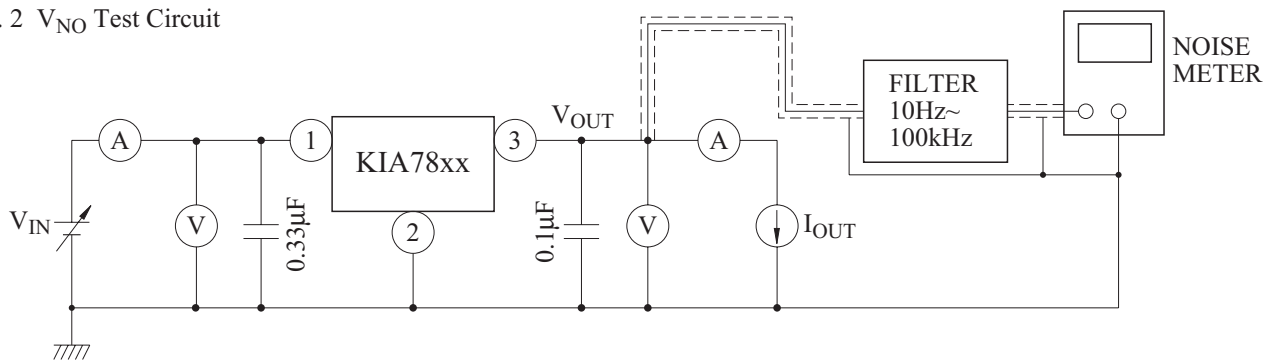 . 2 V_NO Test Circuit
NOISE
METER
FILTER
10Hz~
100kHz
V_OUT
A
1
KIA78xx
3
A
V_IN
V
0.33μF
2
0.1μF
V
I_OUT